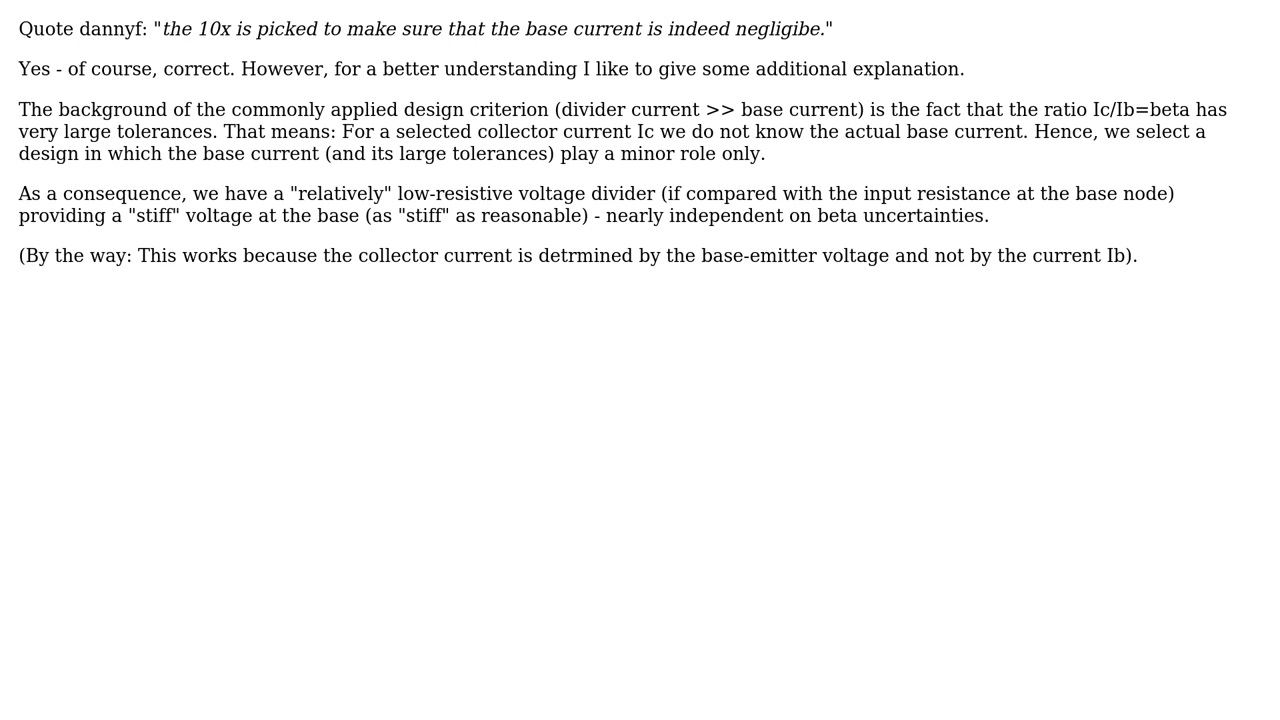 Quote dannyf: "the 10x is picked to make sure that the base current is indeed negligibe."
Yes - of course, correct. However, for a better understanding I like to give some additional explanation.
The background of the commonly applied design criterion (divider current >> base current) is the fact that the ratio Ic/Ib=beta has
very large tolerances. That means: For a selected collector current Ic we do not know the actual base current. Hence, we select a
design in which the base current (and its large tolerances) play a minor role only.
As a consequence, we have a "relatively" low-resistive voltage divider (if compared with the input resistance at the base node)
providing a "stiff" voltage at the base (as "stiff" as reasonable) - nearly independent on beta uncertainties.
(By the way: This works because the collector current is detrmined by the base-emitter voltage and not by the current Ib).